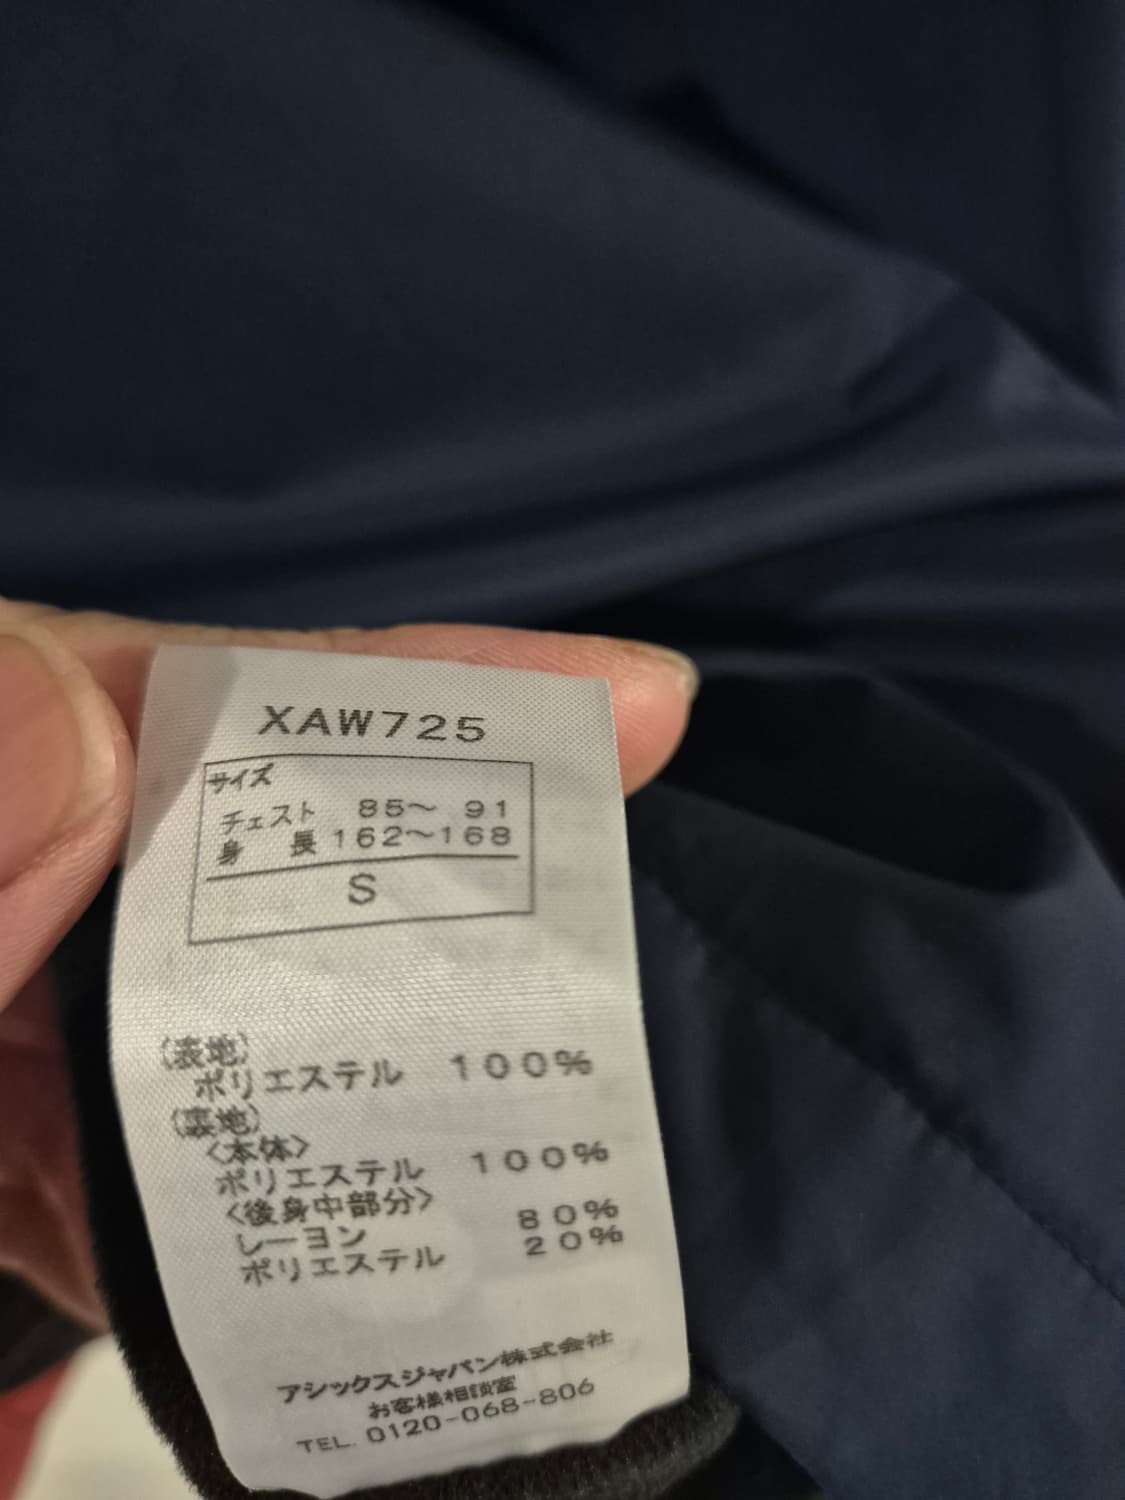 XAW725
サイズ
チェスト 85～ 91
身 長 162～168
S
(表地)
ポリエステル 100%
(裏地)
<本体>
ポリエステル 100%
<後身中部分>
レーヨン 80%
ポリエステル 20%
アシックスジャパン株式会社
お客様相談室
TEL. 0120-068-806